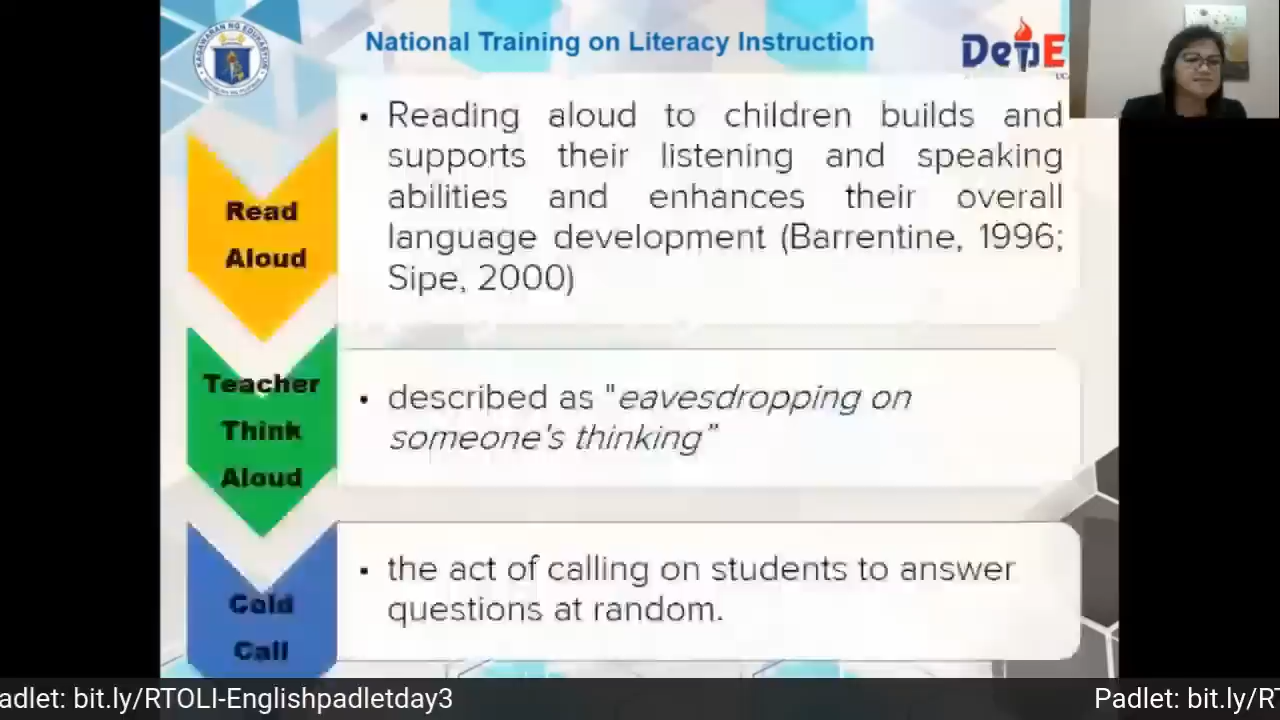 National Training on Literacy Instruction
KAGAWARAN NG EDUKASYON
DepE
Read
Aloud
• Reading aloud to children builds and
supports their listening and speaking
abilities and enhances their overall
language development (Barrentine, 1996;
Sipe, 2000)
Teacher
Think
Aloud
• described as "eavesdropping on
someone's thinking”
Cold
Call
• the act of calling on students to answer
questions at random.
adlet: bit.ly/RTOLI-Englishpadletday3
Padlet: bit.ly/RT